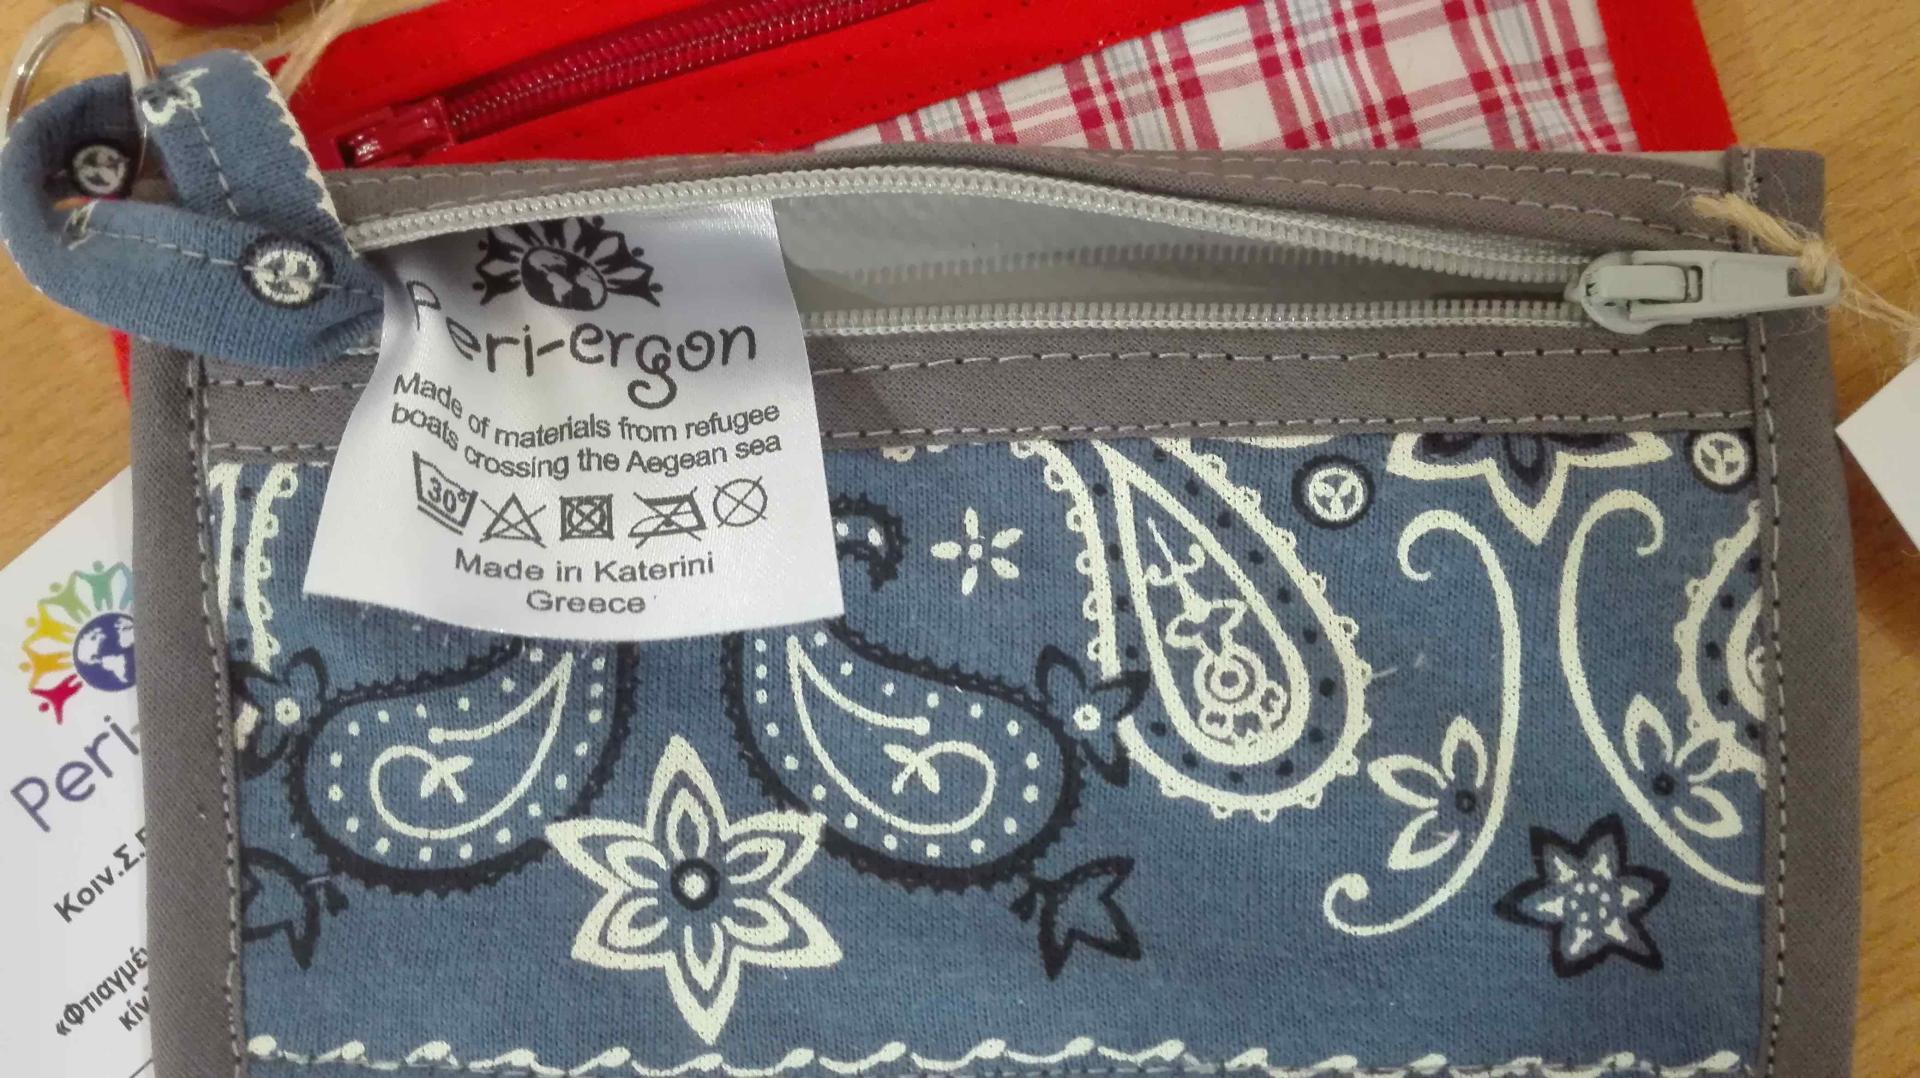 Peri-ergon
Made of materials from refugee
boats crossing the Aegean sea
30°
Made in Katerini
Greece
Peri-
Κοιν.Σ.
«Φτιαγμέ
κίν